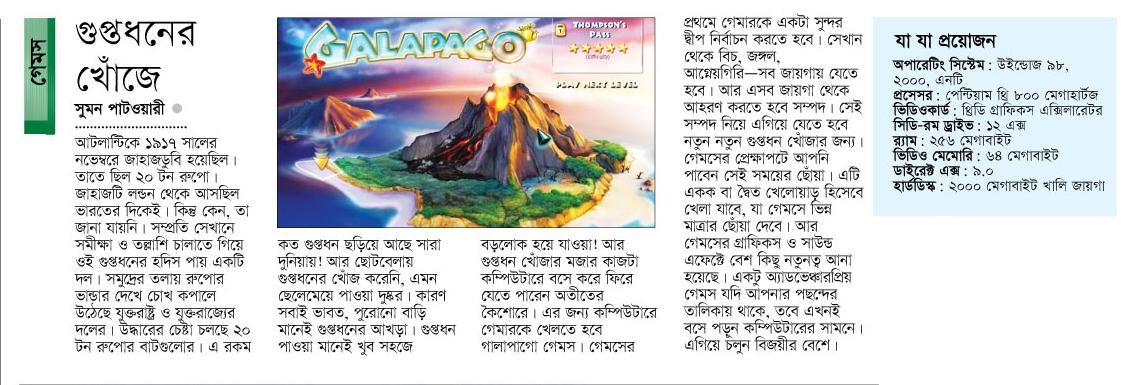 গেমস
গুপ্তধনের
খোঁজে
সুমন পাটওয়ারী
আটলান্টিকে ১৯১৭ সালের
নভেম্বরে জাহাজডুবি হয়েছিল।
তাতে ছিল ২০ টন রুপো।
জাহাজটি লন্ডন থেকে আসছিল
ভারতের দিকেই। কিন্তু কেন, তা
জানা যায়নি। সম্প্রতি সেখানে
সমীক্ষা ও তল্লাশি চালাতে গিয়ে
ওই গুপ্তধনের হদিস পায় একটি
দল। সমুদ্রের তলায় রুপোর
ভান্ডার দেখে চোখ কপালে
উঠেছে যুক্তরাষ্ট্র ও যুক্তরাজ্যের
দলের। উদ্ধারের চেষ্টা চলছে ২০
টন রুপোর বাটগুলোর। এ রকম
GALAPAGO
THOMPSON'S
PASS
(difficulty)
PLAY NEXT LEVEL
কত গুপ্তধন ছড়িয়ে আছে সারা
দুনিয়ায়! আর ছোটবেলায়
গুপ্তধনের খোঁজ করেনি, এমন
ছেলেমেয়ে পাওয়া দুষ্কর। কারণ
সবাই ভাবত, পুরোনো বাড়ি
মানেই গুপ্তধনের আখড়া। গুপ্তধন
পাওয়া মানেই খুব সহজে
বড়লোক হয়ে যাওয়া! আর
গুপ্তধন খোঁজার মজার কাজটা
কম্পিউটারে বসে করে ফিরে
যেতে পারেন অতীতের
কৈশোরে। এর জন্য কম্পিউটারে
গেমারকে খেলতে হবে
গালাপাগো গেমস। গেমসের
প্রথমে গেমারকে একটা সুন্দর
দ্বীপ নির্বাচন করতে হবে। সেখান
থেকে বিচ, জঙ্গল,
আগ্নেয়গিরি—সব জায়গায় যেতে
হবে। আর এসব জায়গা থেকে
আহরণ করতে হবে সম্পদ। সেই
সম্পদ নিয়ে এগিয়ে যেতে হবে
নতুন নতুন গুপ্তধন খোঁজার জন্য।
গেমসের প্রেক্ষাপটে আপনি
পাবেন সেই সময়ের ছোঁয়া। এটি
একক বা দ্বৈত খেলোয়াড় হিসেবে
খেলা যাবে, যা গেমসে ভিন্ন
মাত্রার ছোঁয়া দেবে। আর
গেমসের গ্রাফিকস ও সাউন্ড
এফেক্টে বেশ কিছু নতুনত্ব আনা
হয়েছে। একটু অ্যাডভেঞ্চারপ্রিয়
গেমস যদি আপনার পছন্দের
তালিকায় থাকে, তবে এখনই
বসে পড়ুন কম্পিউটারের সামনে।
এগিয়ে চলুন বিজয়ীর বেশে।
যা যা প্রয়োজন
অপারেটিং সিস্টেম : উইন্ডোজ ৯৮,
২০০০, এনটি
প্রসেসর : পেন্টিয়াম থ্রি ৮০০ মেগাহার্টজ
ভিডিওকার্ড : থ্রিডি গ্রাফিকস এক্সিলারেটর
সিডি-রম ড্রাইভ : ১২ এক্স
র‍্যাম : ২৫৬ মেগাবাইট
ভিডিও মেমোরি : ৬৪ মেগাবাইট
ডাইরেক্ট এক্স : ৯.০
হার্ডডিস্ক : ২০০০ মেগাবাইট খালি জায়গা